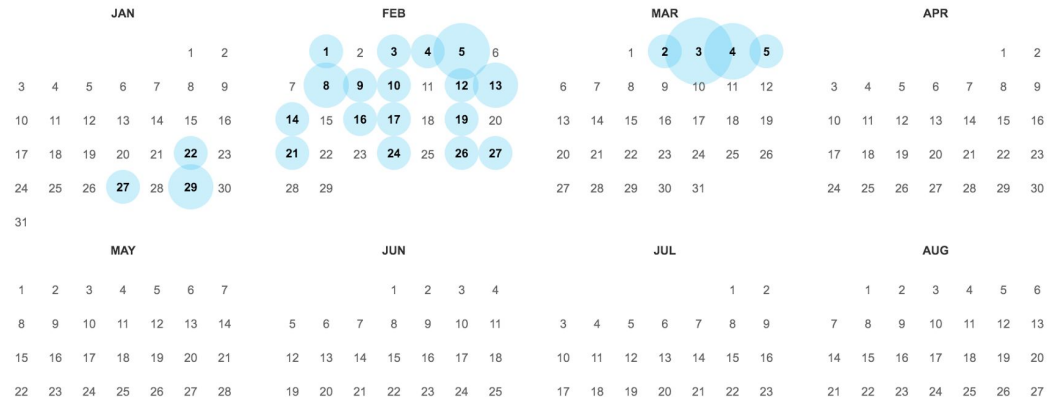 JAN FEB MAR APR
1 2 1 2 3 4 5 6 1 2 3 4 5 1 2
3 4 5 6 7 8 9 7 8 9 10 11 12 13 6 7 8 9 10 11 12 3 4 5 6 7 8 9
10 11 12 13 14 15 16 14 15 16 17 18 19 20 13 14 15 16 17 18 19 10 11 12 13 14 15 16
17 18 19 20 21 22 23 21 22 23 24 25 26 27 20 21 22 23 24 25 26 17 18 19 20 21 22 23
24 25 26 27 28 29 30 28 29 27 28 29 30 31 24 25 26 27 28 29 30
31
MAY JUN JUL AUG
1 2 3 4 5 6 7 1 2 3 4 1 2 1 2 3 4 5 6
8 9 10 11 12 13 14 5 6 7 8 9 10 11 3 4 5 6 7 8 9 7 8 9 10 11 12 13
15 16 17 18 19 20 21 12 13 14 15 16 17 18 10 11 12 13 14 15 16 14 15 16 17 18 19 20
22 23 24 25 26 27 28 19 20 21 22 23 24 25 17 18 19 20 21 22 23 21 22 23 24 25 26 27